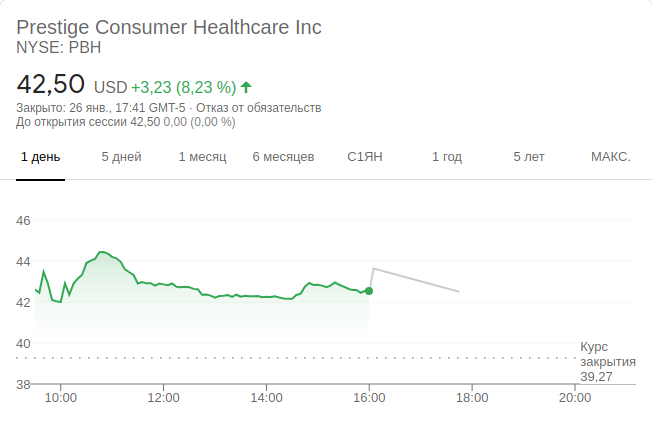 Prestige Consumer Healthcare Inc
NYSE: PBH
42,50 USD +3,23 (8,23 %)
Закрыто: 26 янв., 17:41 GMT-5 · Отказ от обязательств
До открытия сессии 42,50 0,00 (0,00 %)
1 день 5 дней 1 месяц 6 месяцев С1ЯН 1 год 5 лет МАКС.
46
44
42
40
Курс
закрытия
39,27
38
10:00 12:00 14:00 16:00 18:00 20:00